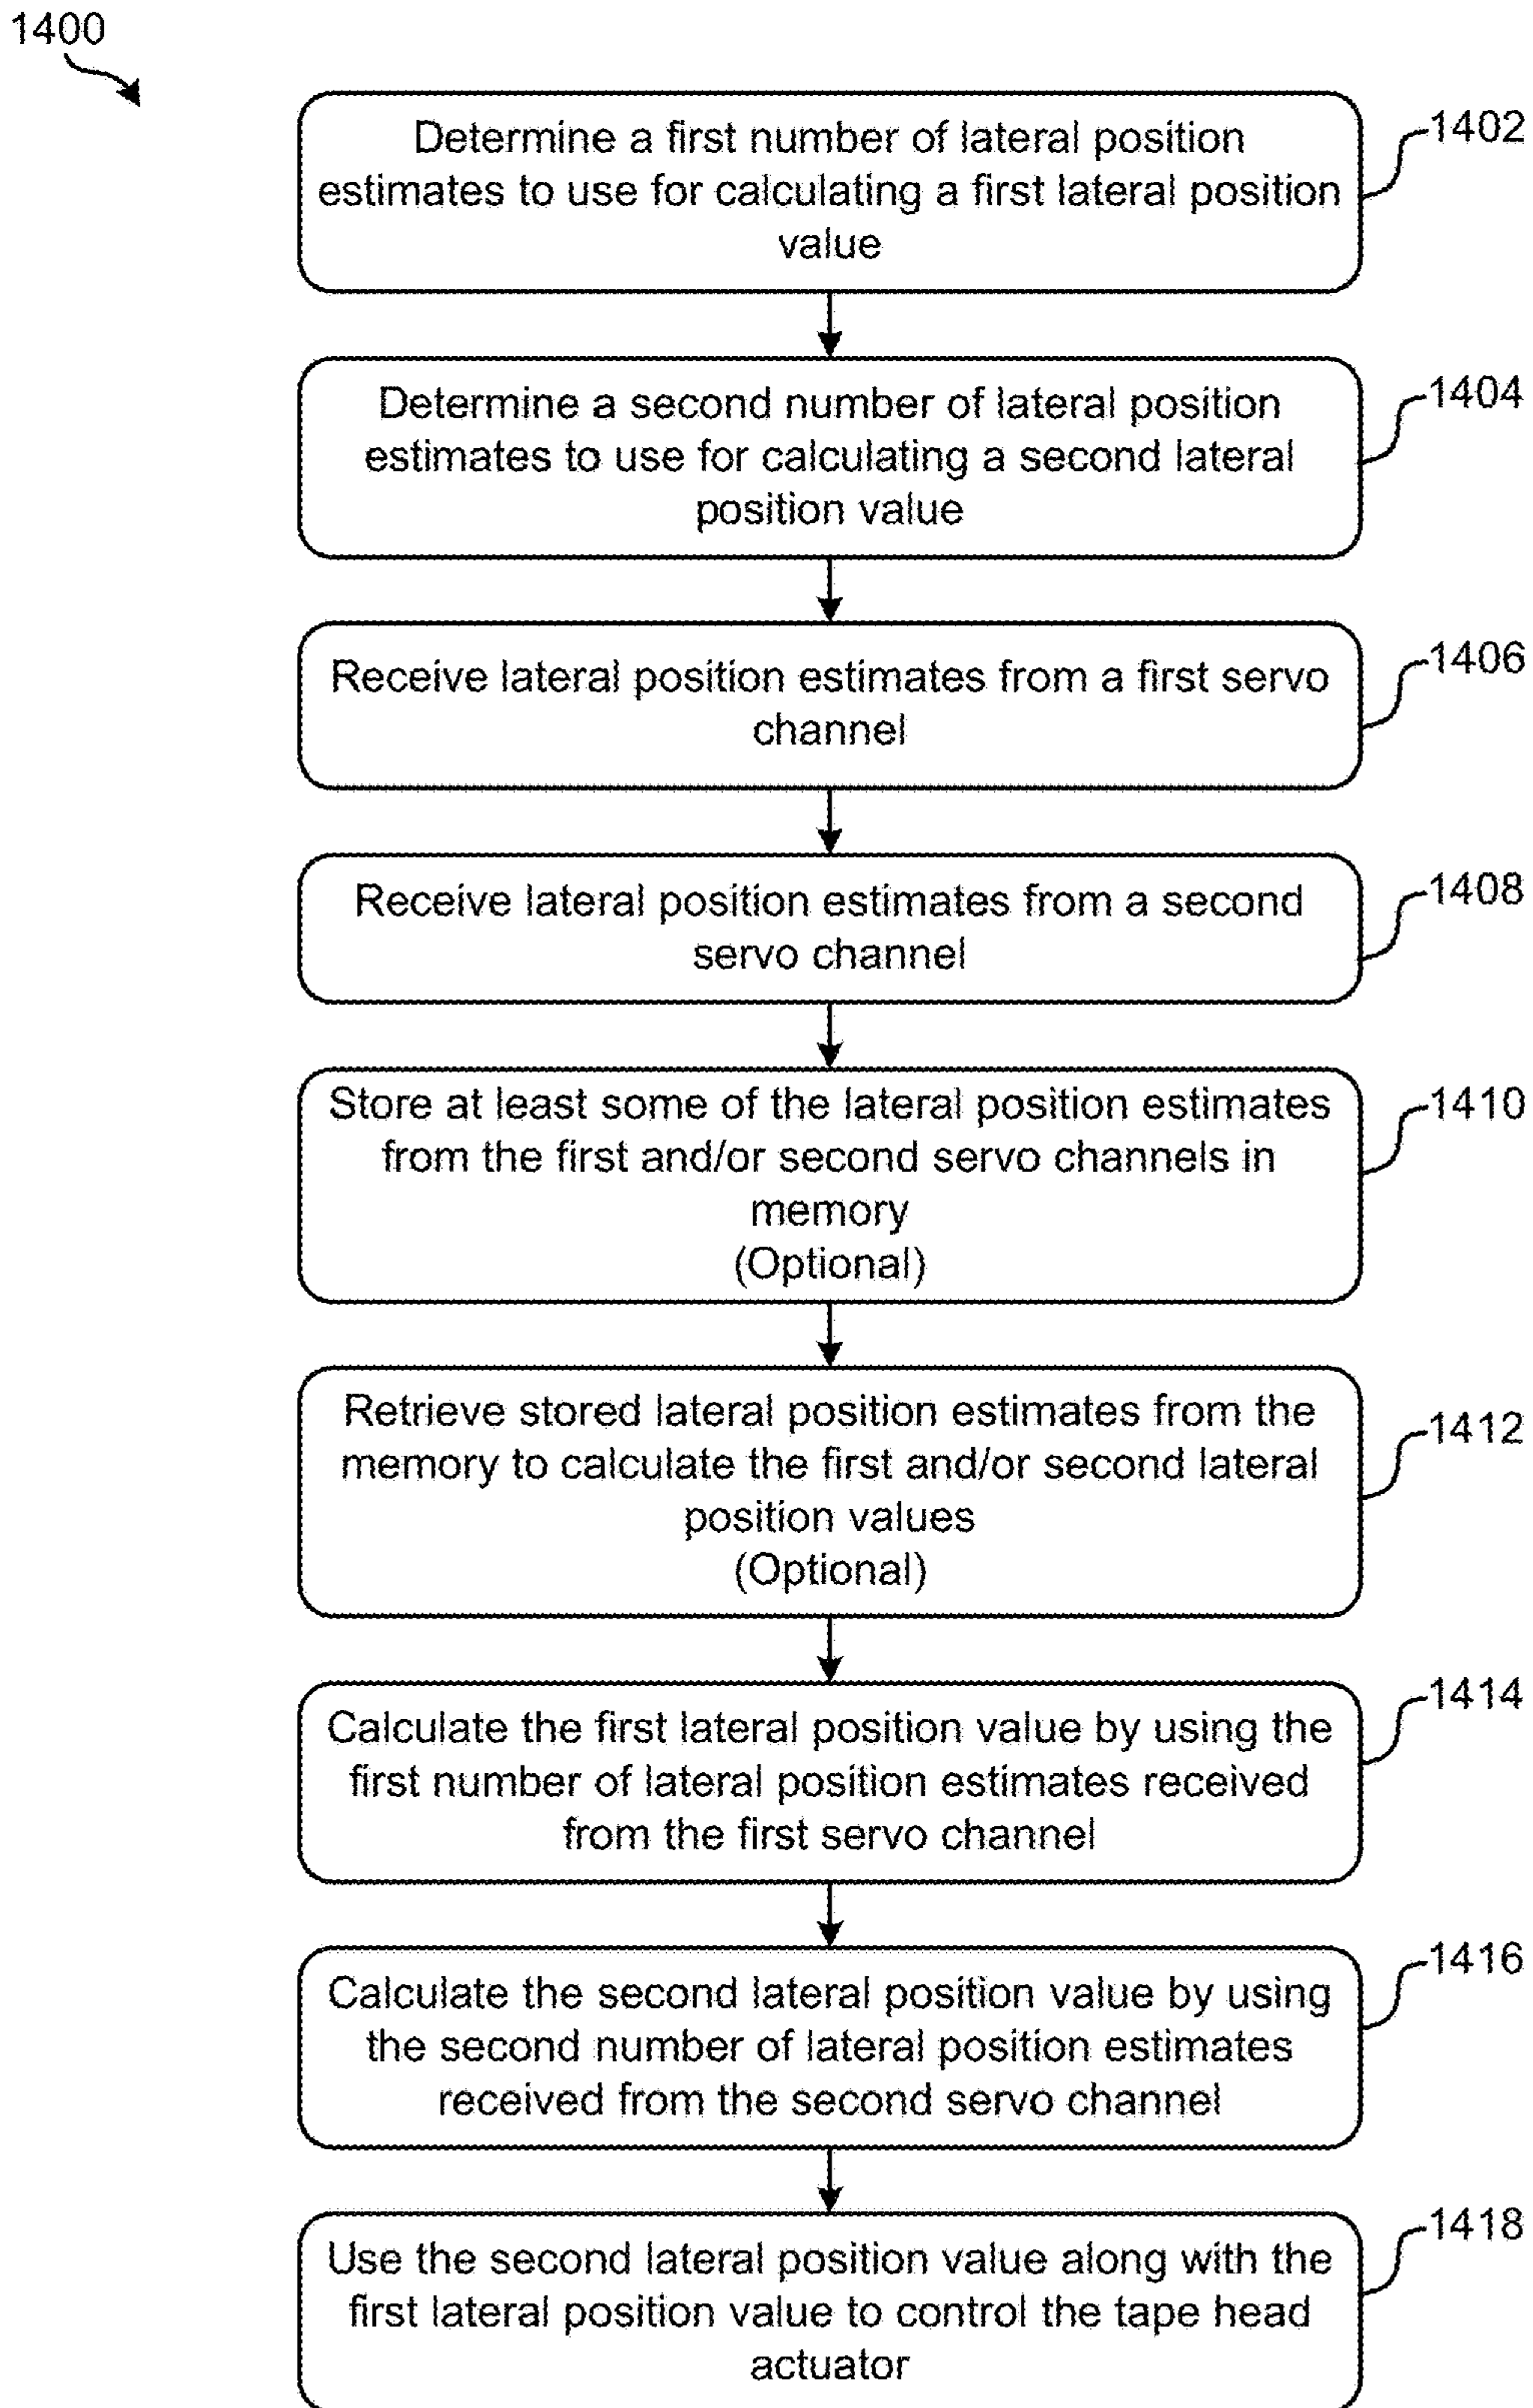 1400
Determine a first number of lateral position
estimates to use for calculating a first lateral position
value
1402
Determine a second number of lateral position
estimates to use for calculating a second lateral
position value
1404
Receive lateral position estimates from a first servo
channel
1406
Receive lateral position estimates from a second
servo channel
1408
Store at least some of the lateral position estimates
from the first and/or second servo channels in
memory
(Optional)
1410
Retrieve stored lateral position estimates from the
memory to calculate the first and/or second lateral
position values
(Optional)
1412
Calculate the first lateral position value by using the
first number of lateral position estimates received
from the first servo channel
1414
Calculate the second lateral position value by using
the second number of lateral position estimates
received from the second servo channel
1416
Use the second lateral position value along with the
first lateral position value to control the tape head
actuator
1418